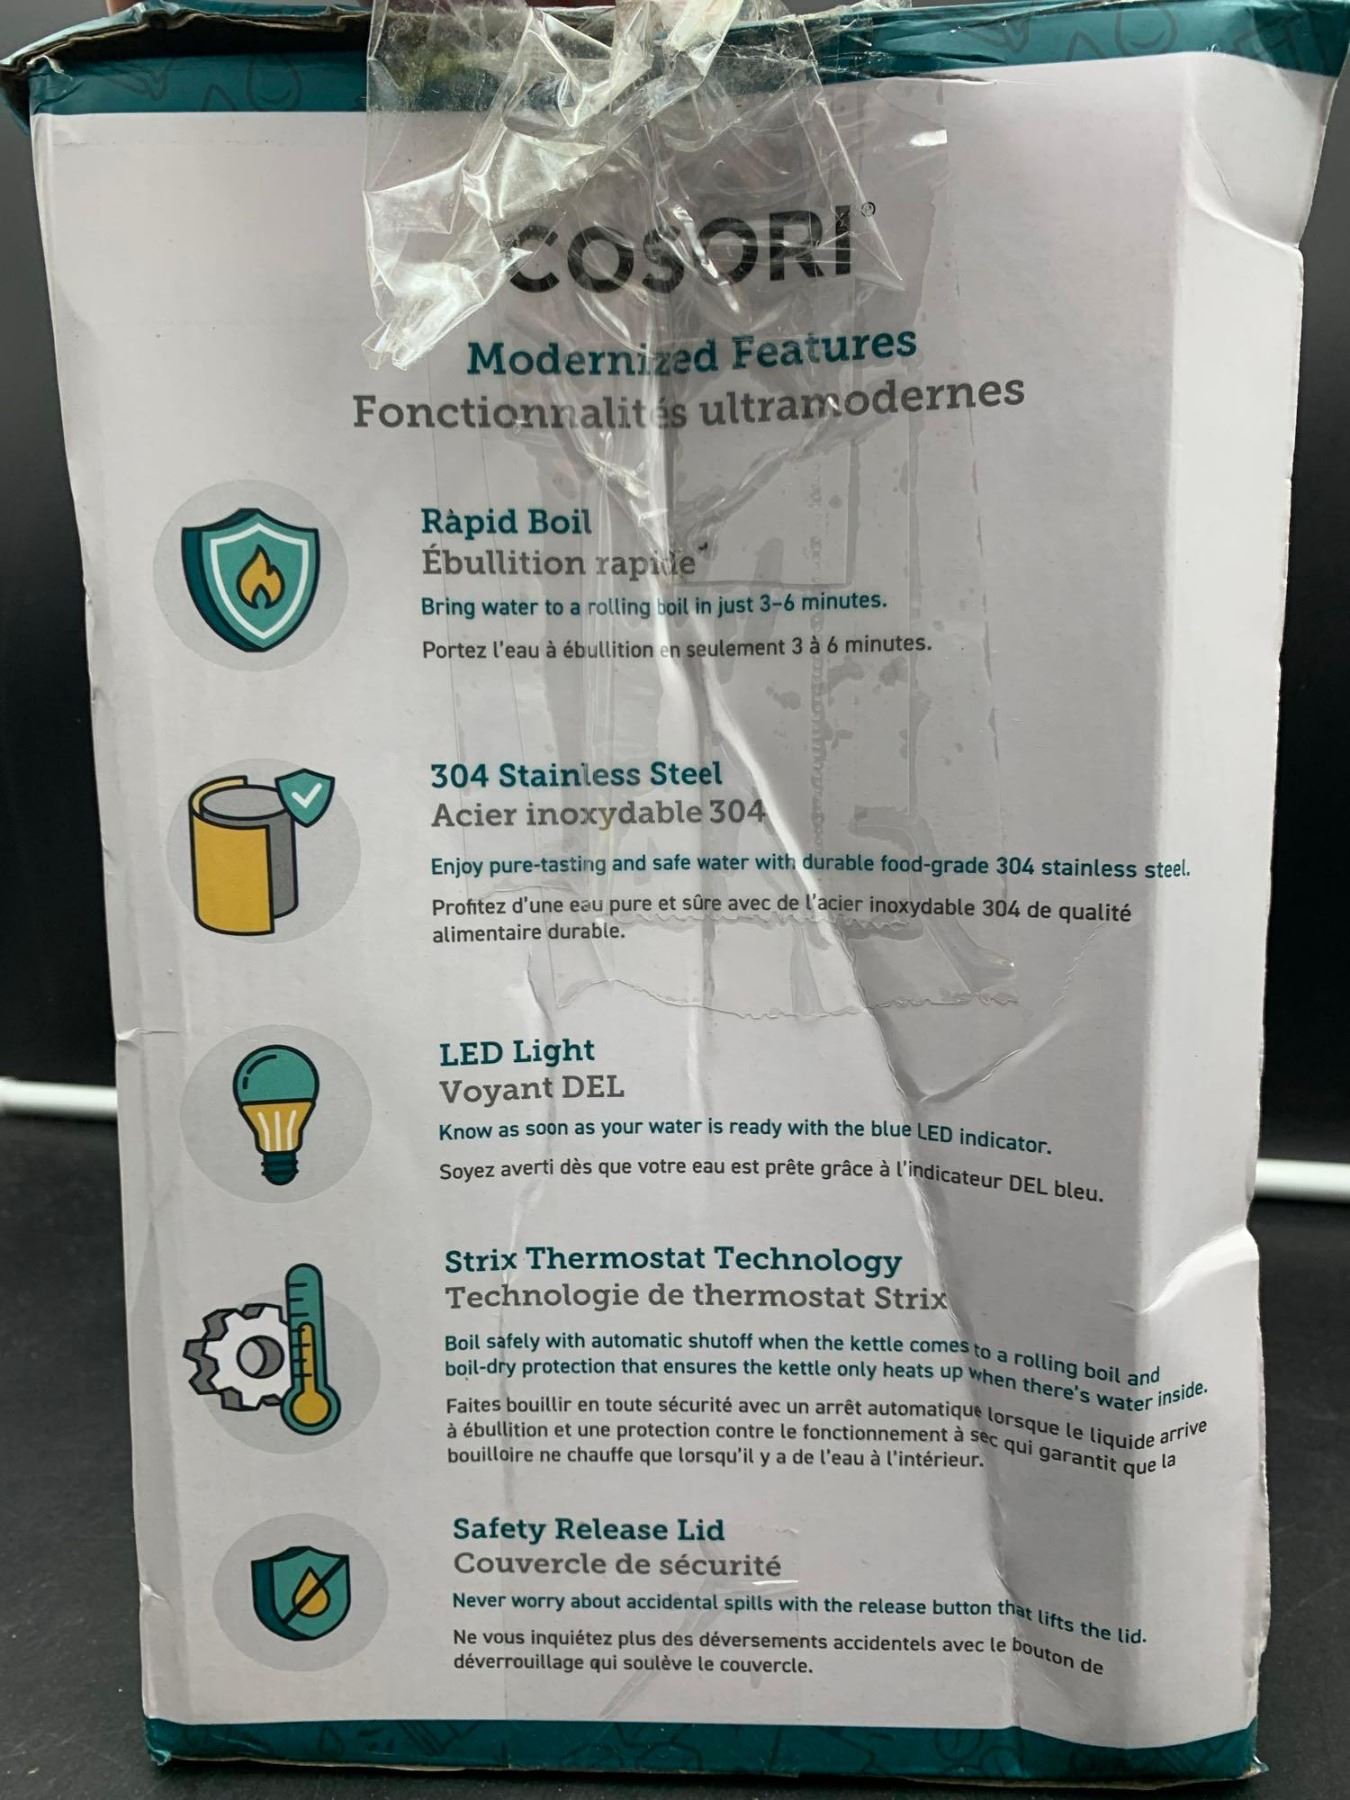 COSORI®
Modernized Features
Fonctionnalités ultramodernes
Rapid Boil
Ébullition rapide
Bring water to a rolling boil in just 3–6 minutes.
Portez l'eau à ébullition en seulement 3 à 6 minutes.
304 Stainless Steel
Acier inoxydable 304
Enjoy pure-tasting and safe water with durable food-grade 304 stainless steel.
Profitez d'une eau pure et sûre avec de l'acier inoxydable 304 de qualité
alimentaire durable.
LED Light
Voyant DEL
Know as soon as your water is ready with the blue LED indicator.
Soyez averti dès que votre eau est prête grâce à l'indicateur DEL bleu.
Strix Thermostat Technology
Technologie de thermostat Strix
Boil safely with automatic shutoff when the kettle comes to a rolling boil and
boil-dry protection that ensures the kettle only heats up when there's water inside.
Faites bouillir en toute sécurité avec un arrêt automatique lorsque le liquide arrive
à ébullition et une protection contre le fonctionnement à sec qui garantit que la
bouilloire ne chauffe que lorsqu'il y a de l'eau à l'intérieur.
Safety Release Lid
Couvercle de sécurité
Never worry about accidental spills with the release button that lifts the lid.
Ne vous inquiétez plus des déversements accidentels avec le bouton de
déverrouillage qui soulève le couvercle.